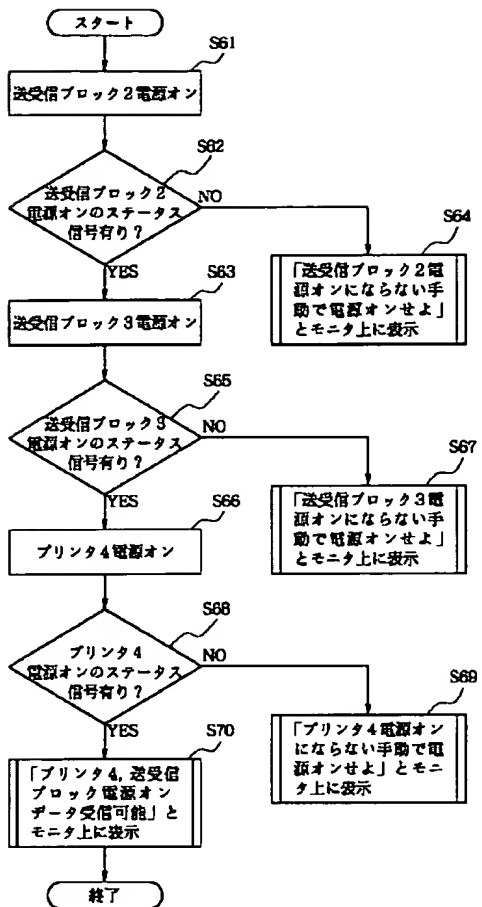 スタート
S61
送受信ブロック2電源オン
S62
送受信ブロック2
電源オンのステータス
信号有り?
NO
YES
S64
「送受信ブロック2電
源オンにならない手
動で電源オンせよ」
とモニタ上に表示
S63
送受信ブロック3電源オン
S65
送受信ブロック3
電源オンのステータス
信号有り?
NO
YES
S67
「送受信ブロック3電
源オンにならない手
動で電源オンせよ」
とモニタ上に表示
S66
プリンタ4電源オン
S68
プリンタ4
電源オンのステータス
信号有り?
NO
YES
S69
「プリンタ4電源オン
にならない手動で電
源オンせよ」とモニ
タ上に表示
S70
「プリンタ4,送受信
ブロック電源オン
データ受信可能」と
モニタ上に表示
終了